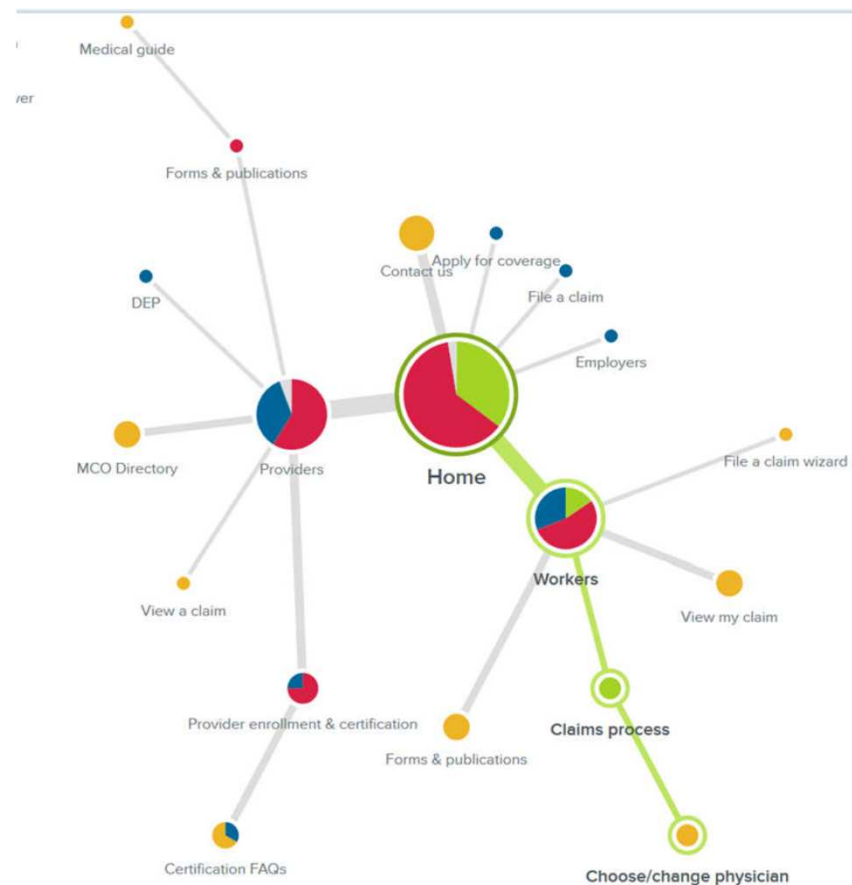 Medical guide
Forms & publications
Contact us
Apply for coverage
File a claim
DEP
Employers
MCO Directory
Providers
Home
File a claim wizard
Workers
View a claim
View my claim
Provider enrollment & certification
Claims process
Forms & publications
Certification FAQs
Choose/change physician